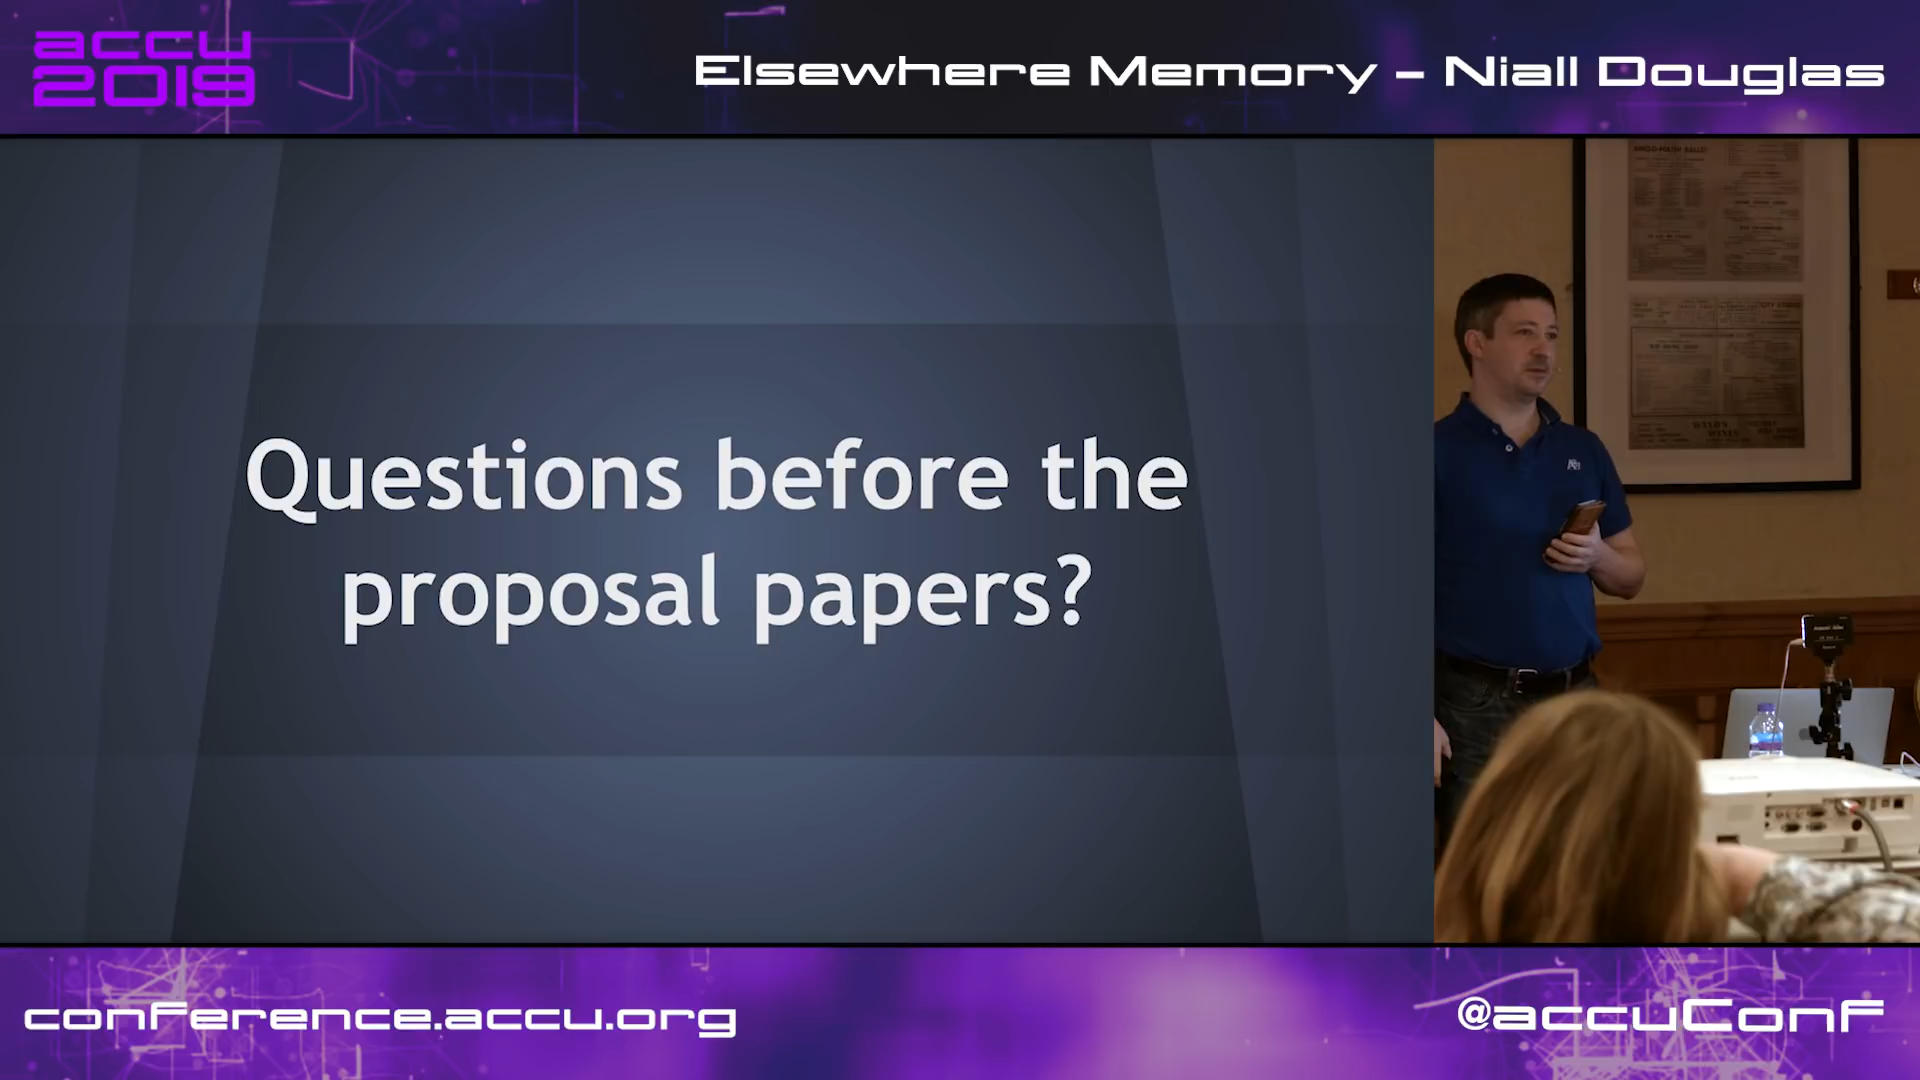 accu
2019
Elsewhere Memory – Niall Douglas
Questions before the
proposal papers?
conference.accu.org
@accuConf